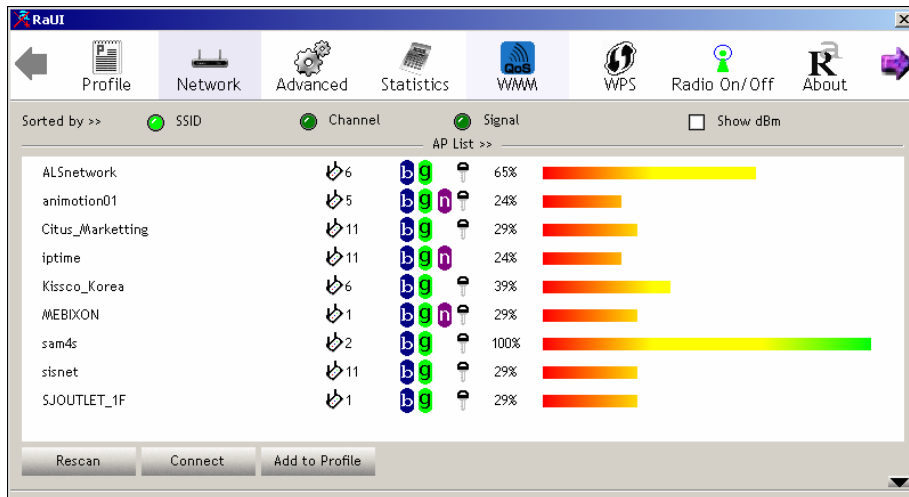 RaUI
Profile Network Advanced Statistics QoS WMM WPS Radio On/Off R a About
Sorted by >> SSID Channel Signal Show dBm
AP List >>
ALSnetwork 6 b g 65%
animotion01 5 b g n 24%
Citus_Marketting 11 b g 29%
iptime 11 b g n 24%
Kissco_Korea 6 b g 39%
MEBIXON 1 b g n 29%
sam4s 2 b g 100%
sisnet 11 b g 29%
SJOUTLET_1F 1 b g 29%
Rescan Connect Add to Profile